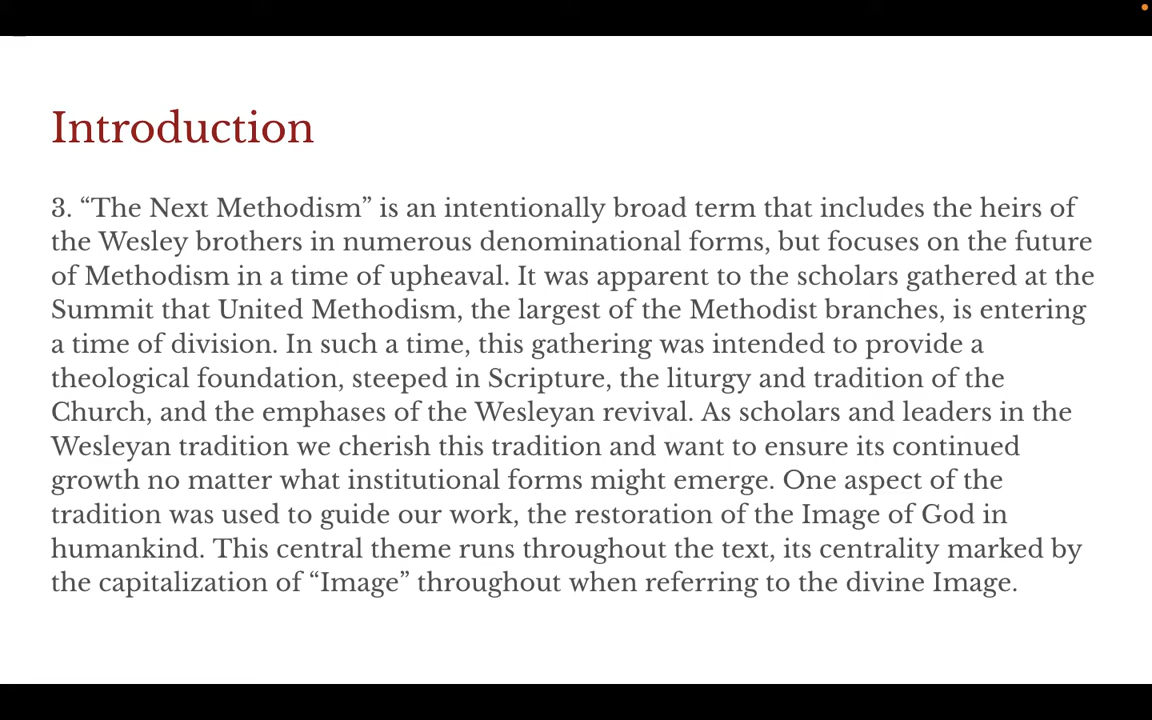 Introduction
3. “The Next Methodism” is an intentionally broad term that includes the heirs of
the Wesley brothers in numerous denominational forms, but focuses on the future
of Methodism in a time of upheaval. It was apparent to the scholars gathered at the
Summit that United Methodism, the largest of the Methodist branches, is entering
a time of division. In such a time, this gathering was intended to provide a
theological foundation, steeped in Scripture, the liturgy and tradition of the
Church, and the emphases of the Wesleyan revival. As scholars and leaders in the
Wesleyan tradition we cherish this tradition and want to ensure its continued
growth no matter what institutional forms might emerge. One aspect of the
tradition was used to guide our work, the restoration of the Image of God in
humankind. This central theme runs throughout the text, its centrality marked by
the capitalization of “Image” throughout when referring to the divine Image.